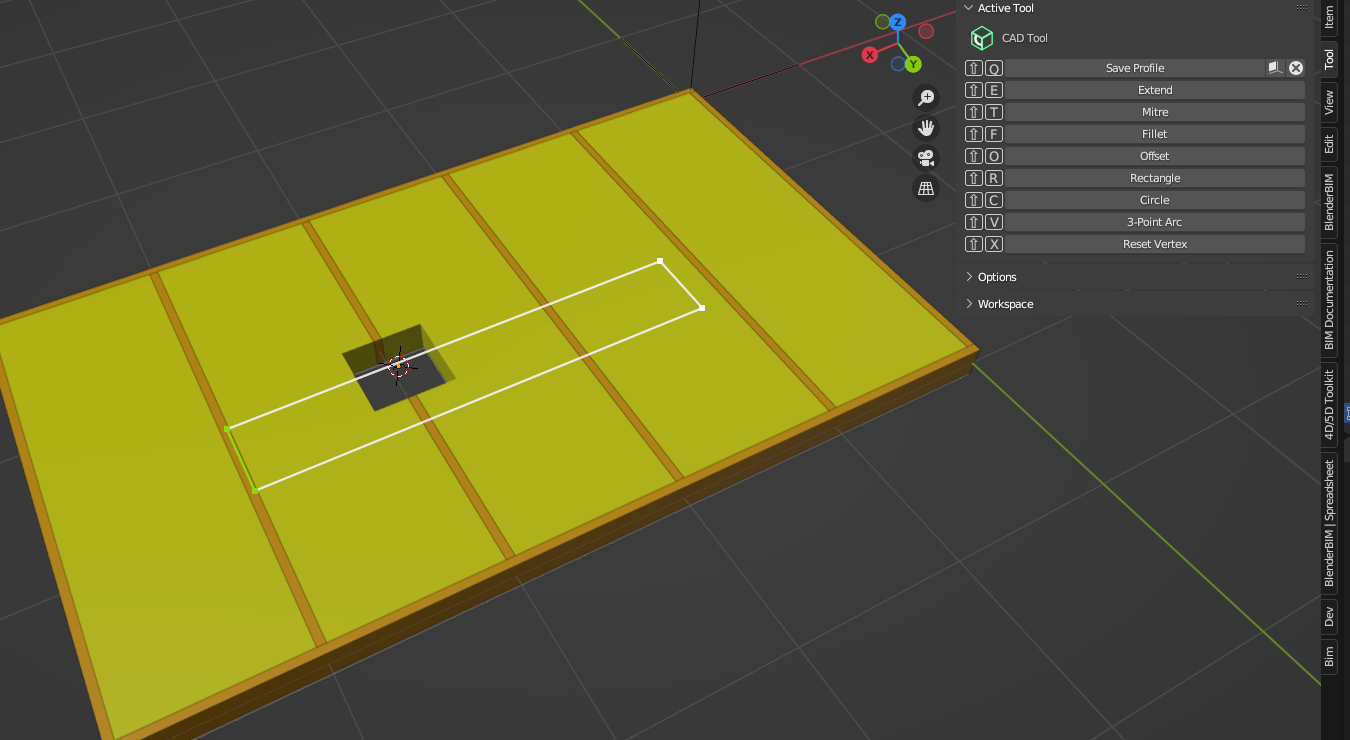 Active Tool
CAD Tool
Q Save Profile
E Extend
T Mitre
F Fillet
O Offset
R Rectangle
C Circle
V 3-Point Arc
X Reset Vertex
Options
Workspace
Z
X
Y
Item
Tool
View
Edit
BlenderBIM
BIM Documentation
4D/5D Toolkit
BlenderBIM | Spreadsheet
Dev
Bim